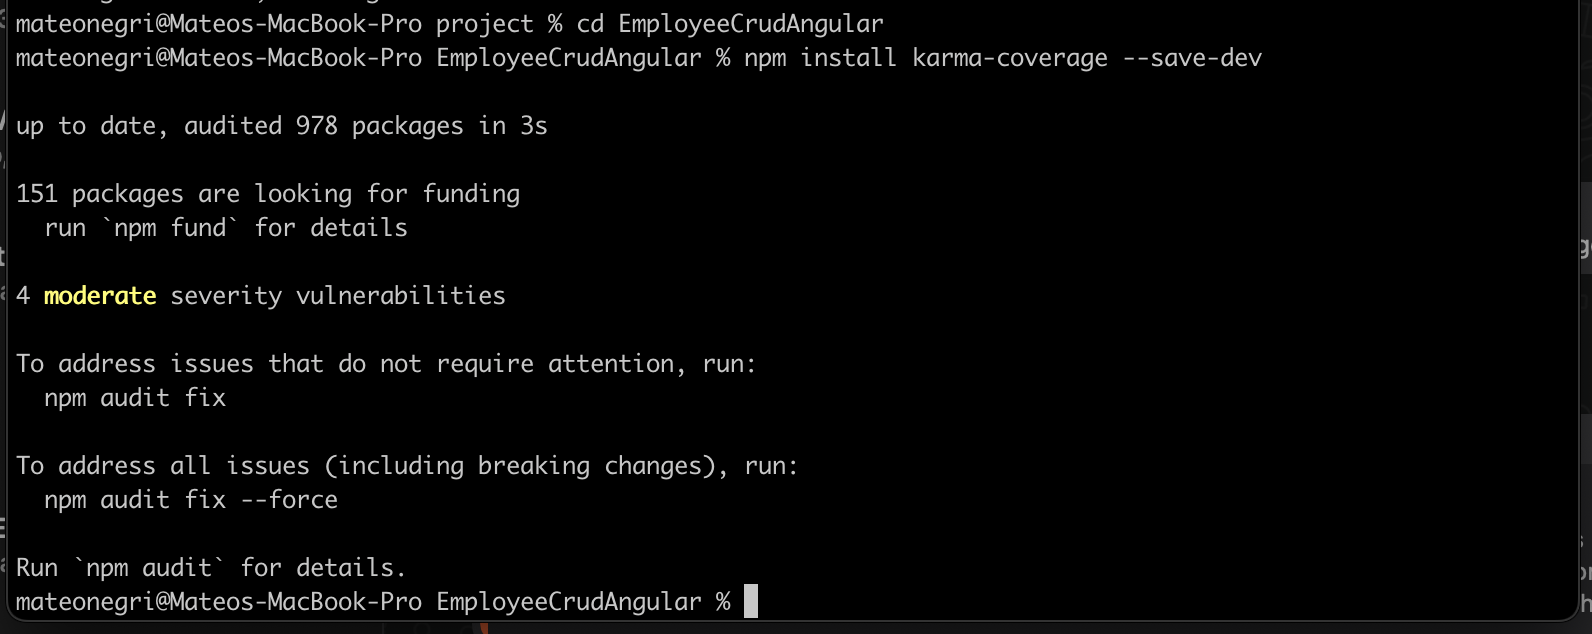 mateonegri@Mateos-MacBook-Pro project % cd EmployeeCrudAngular
mateonegri@Mateos-MacBook-Pro EmployeeCrudAngular % npm install karma-coverage --save-dev
up to date, audited 978 packages in 3s
151 packages are looking for funding
  run `npm fund` for details
4 moderate severity vulnerabilities
To address issues that do not require attention, run:
  npm audit fix
To address all issues (including breaking changes), run:
  npm audit fix --force
Run `npm audit` for details.
mateonegri@Mateos-MacBook-Pro EmployeeCrudAngular %